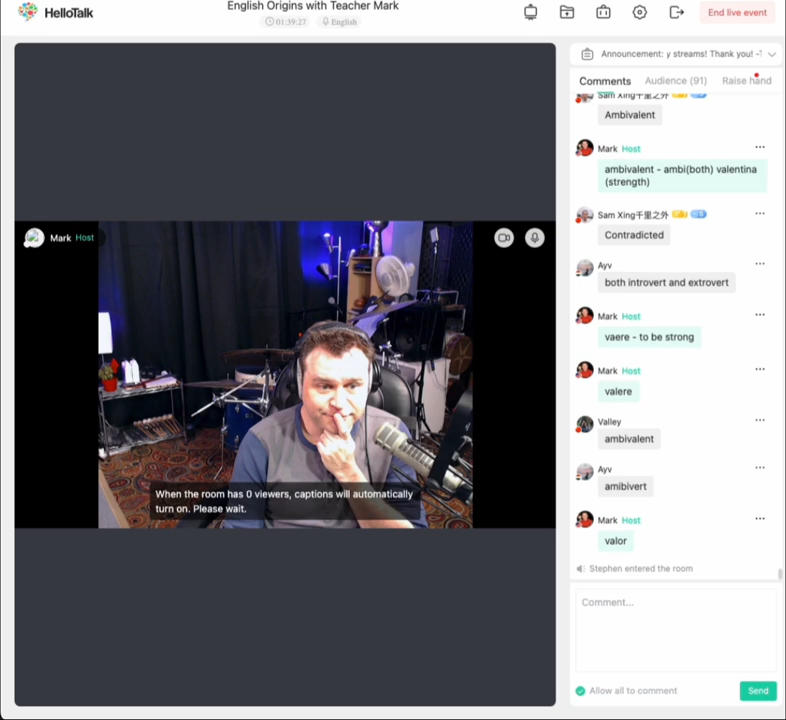 HelloTalk
English Origins with Teacher Mark
01:39:27 English
End live event
Announcement: y streams! Thank you!
Comments Audience (91) Raise hand
Sam Xing千里之外
Ambivalent
Mark Host
ambivalent - ambi(both) valentina
(strength)
Sam Xing千里之外
Contradicted
Ayv
both introvert and extrovert
Mark Host
vaere - to be strong
Mark Host
valere
Valley
ambivalent
Ayv
amibivert
Mark Host
valor
Stephen entered the room
Comment...
Allow all to comment
Send
Mark Host
When the room has 0 viewers, captions will automatically
turn on. Please wait.